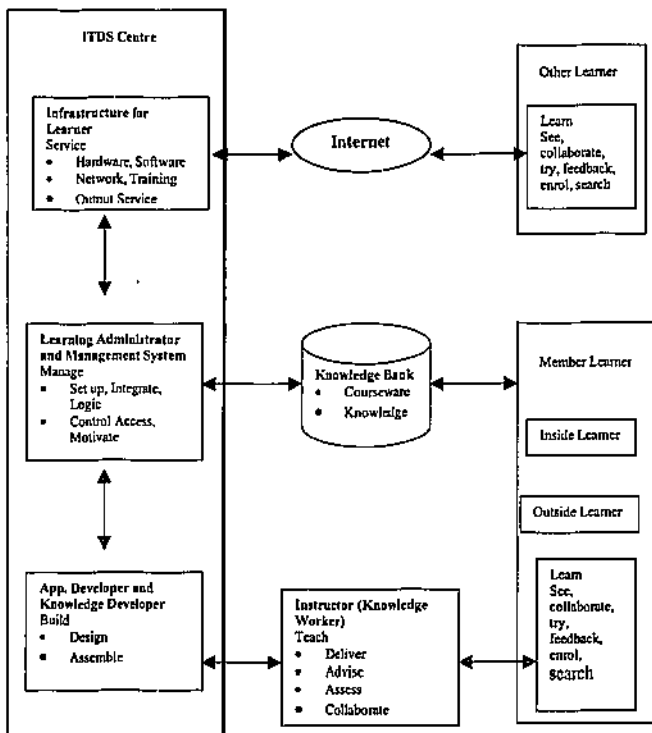 ITDS Centre
Infrastructure for
Learner
Service
• Hardware, Software
• Network, Training
• Output Service
Internet
Other Learner
Learn
See,
collaborate,
try, feedback,
enrol, search
Learning Administrator
and Management System
Manage
• Set up, Integrate,
Logic
• Control Access,
Motivate
Knowledge Bank
• Courseware
• Knowledge
Member Learner
Inside Learner
Outside Learner
App. Developer and
Knowledge Developer
Build
• Design
• Assemble
Instructor (Knowledge
Worker)
Teach
• Deliver
• Advise
• Assess
• Collaborate
Learn
See,
collaborate,
try,
feedback,
enrol,
search